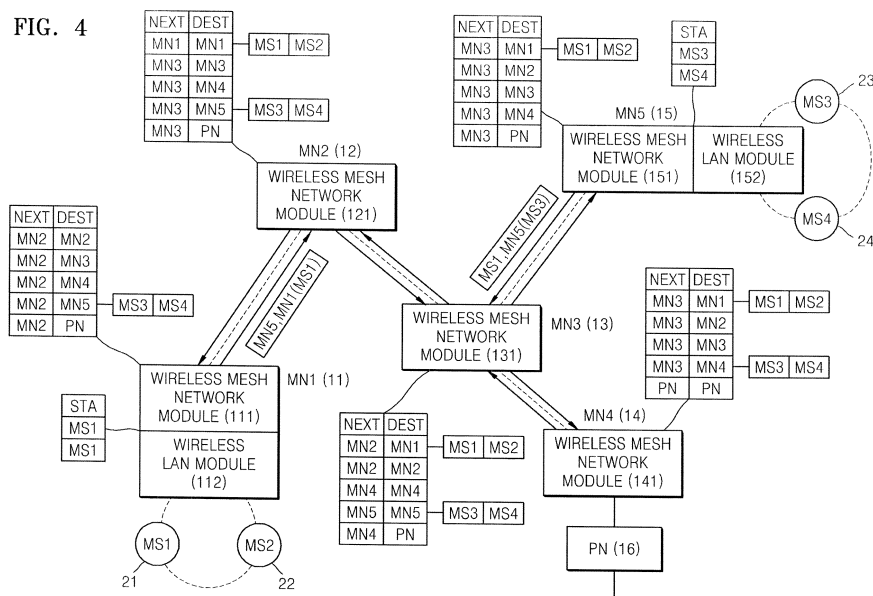 FIG. 4
NEXT DEST
MN1 MN1 MS1 MS2
MN3 MN3
MN3 MN4
MN3 MN5 MS3 MS4
MN3 PN
MN2 (12)
WIRELESS MESH
NETWORK
MODULE (121)
NEXT DEST
MN3 MN1 MS1 MS2
MN3 MN2
MN3 MN3
MN3 MN4
MN3 PN
STA
MS3
MS4
MN5 (15)
WIRELESS MESH
NETWORK
MODULE (151)
WIRELESS
LAN MODULE
(152)
MS3
23
MS4
24
NEXT DEST
MN2 MN2
MN2 MN3
MN2 MN4
MN2 MN5 MS3 MS4
MN2 PN
MN5,MN1(MS1)
MS1,MN5(MS3)
WIRELESS MESH
NETWORK
MODULE (131)
MN3 (13)
NEXT DEST
MN3 MN1 MS1 MS2
MN3 MN2
MN3 MN3
MN3 MN4 MS3 MS4
PN PN
MN1 (11)
WIRELESS MESH
NETWORK
MODULE (111)
WIRELESS
LAN MODULE
(112)
STA
MS1
MS1
MS1
21
MS2
22
NEXT DEST
MN2 MN1 MS1 MS2
MN2 MN2
MN4 MN4
MN5 MN5 MS3 MS4
MN4 PN
MN4 (14)
WIRELESS MESH
NETWORK
MODULE (141)
PN (16)